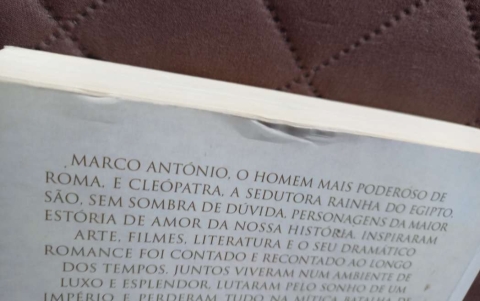 MARCO ANTÓNIO, O HOMEM MAIS PODEROSO DE
ROMA, E CLEÓPATRA, A SEDUTORA RAINHA DO EGIPTO,
SÃO, SEM SOMBRA DE DÚVIDA, PERSONAGENS DA MAIOR
ESTÓRIA DE AMOR DA NOSSA HISTÓRIA. INSPIRARAM
ARTE, FILMES, LITERATURA E O SEU DRAMÁTICO
ROMANCE FOI CONTADO E RECONTADO AO LONGO
DOS TEMPOS. JUNTOS VIVERAM NUM AMBIENTE DE
LUXO E ESPLENDOR, LUTARAM PELO SONHO DE UM
IMPÉRIO E PERDERAM TUDO NA